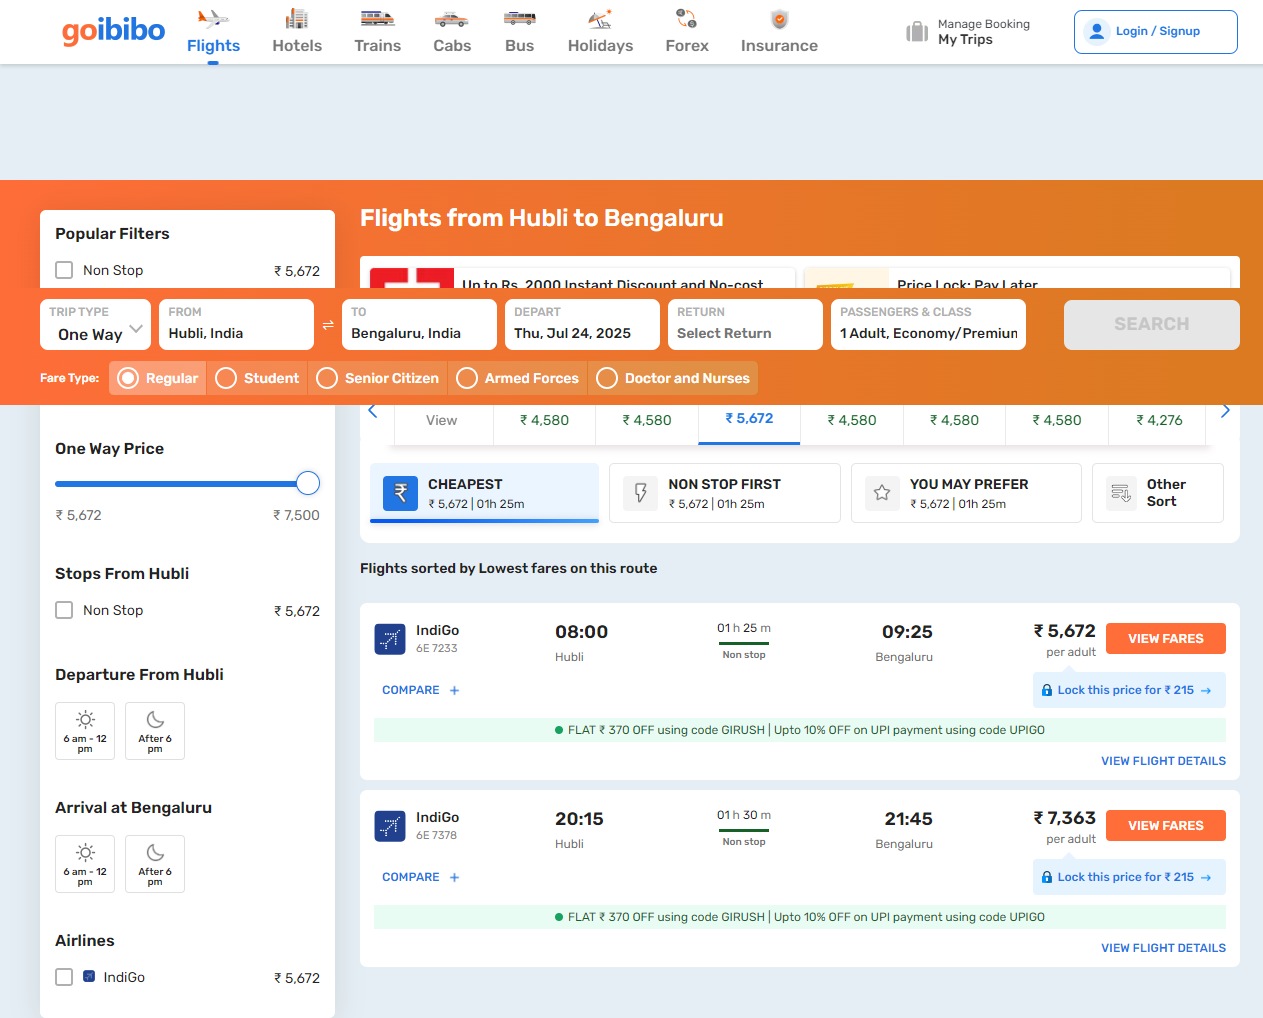 goibibo
Flights
Hotels
Trains
Cabs
Bus
Holidays
Forex
Insurance
Manage Booking
My Trips
Login / Signup
Popular Filters
Non Stop
₹ 5,672
Flights from Hubli to Bengaluru
Up to Rs. 2000 Instant Discount and No-cost
Price Lock: Pay Later
TRIP TYPE
One Way
FROM
Hubli, India
TO
Bengaluru, India
DEPART
Thu, Jul 24, 2025
RETURN
Select Return
PASSENGERS & CLASS
1 Adult, Economy/Premium
SEARCH
Fare Type:
Regular
Student
Senior Citizen
Armed Forces
Doctor and Nurses
View
₹ 4,580
₹ 4,580
₹ 5,672
₹ 4,580
₹ 4,580
₹ 4,580
₹ 4,276
One Way Price
₹ 5,672
₹ 7,500
Stops From Hubli
Non Stop
₹ 5,672
Departure From Hubli
6 am - 12
pm
After 6
pm
Arrival at Bengaluru
6 am - 12
pm
After 6
pm
Airlines
IndiGo
₹ 5,672
CHEAPEST
₹ 5,672 | 01h 25m
NON STOP FIRST
₹ 5,672 | 01h 25m
YOU MAY PREFER
₹ 5,672 | 01h 25m
Other
Sort
Flights sorted by Lowest fares on this route
IndiGo
6E 7233
08:00
Hubli
01 h 25 m
Non stop
09:25
Bengaluru
₹ 5,672
per adult
VIEW FARES
COMPARE +
Lock this price for ₹ 215 →
FLAT ₹ 370 OFF using code GIRUSH | Upto 10% OFF on UPI payment using code UPIGO
VIEW FLIGHT DETAILS
IndiGo
6E 7378
20:15
Hubli
01 h 30 m
Non stop
21:45
Bengaluru
₹ 7,363
per adult
VIEW FARES
COMPARE +
Lock this price for ₹ 215 →
FLAT ₹ 370 OFF using code GIRUSH | Upto 10% OFF on UPI payment using code UPIGO
VIEW FLIGHT DETAILS